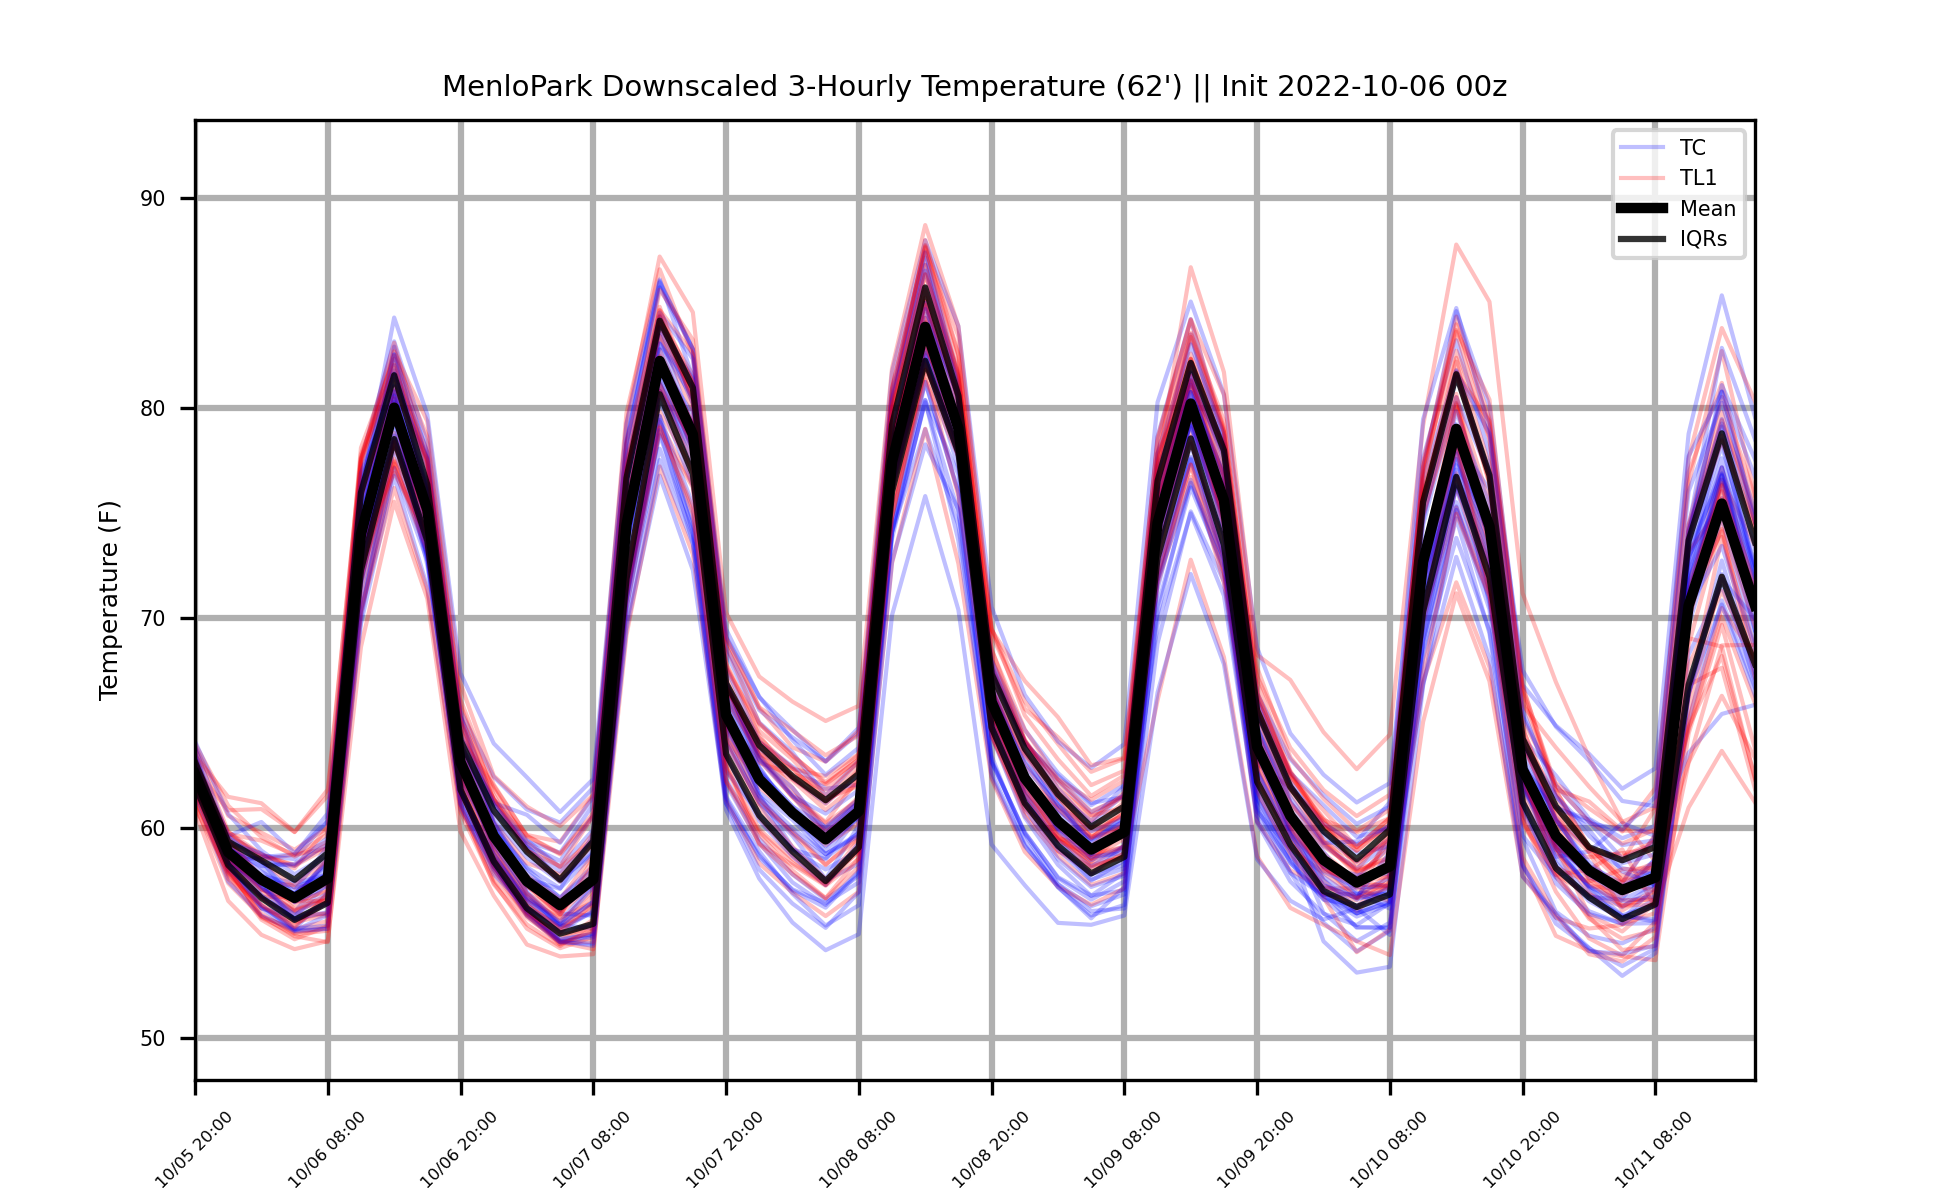 MenloPark Downscaled 3-Hourly Temperature (62') || Init 2022-10-06 00z
TC
TL1
Mean
IQRs
Temperature (F)
90
80
70
60
50
10/05 20:00
10/06 08:00
10/06 20:00
10/07 08:00
10/07 20:00
10/08 08:00
10/08 20:00
10/09 08:00
10/09 20:00
10/10 08:00
10/10 20:00
10/11 08:00